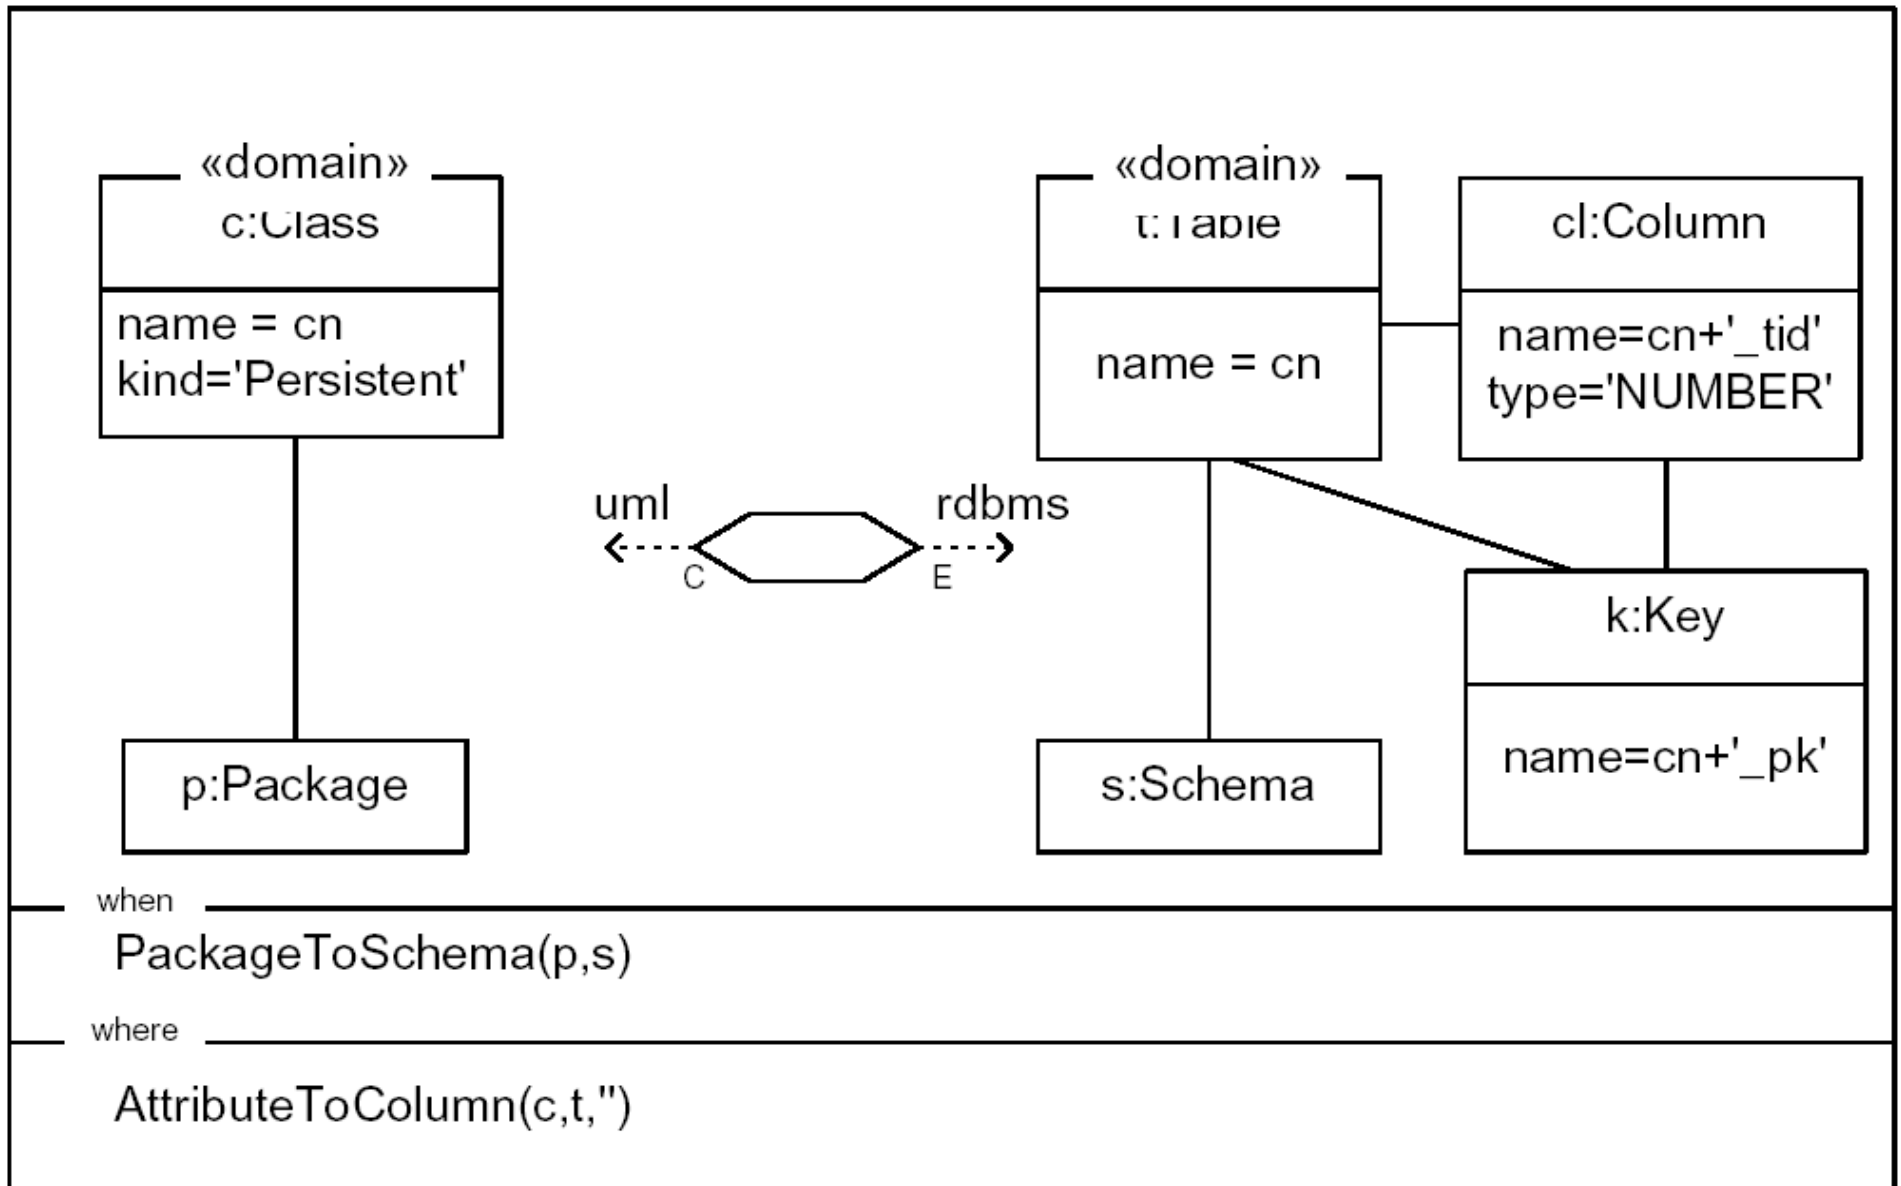 «domain»
c:Class
name = cn
kind='Persistent'
p:Package
uml
C
rdbms
E
«domain»
t:Table
name = cn
cl:Column
name=cn+'_tid'
type='NUMBER'
s:Schema
k:Key
name=cn+'_pk'
when
PackageToSchema(p,s)
where
AttributeToColumn(c,t,'')